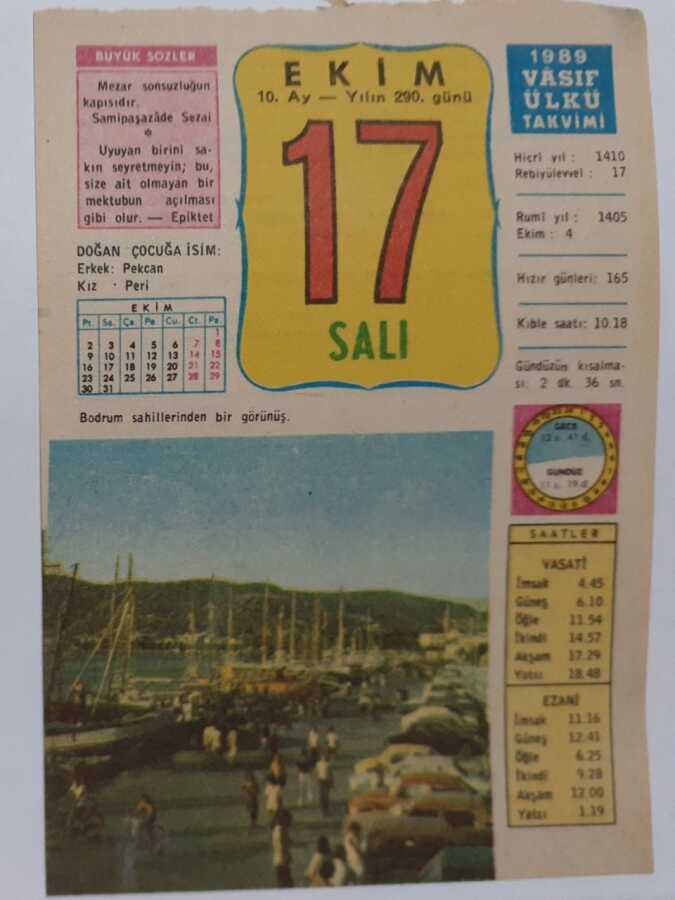 BÜYÜK SÖZLER
Mezar sonsuzluğun
kapısıdır.
Samipaşazâde Sezai
*
Uyuyan birini sa-
kın seyretmeyin; bu,
size ait olmayan bir
mektubun açılması
gibi olur. — Epiktet
DOĞAN ÇOCUĞA İSİM:
Erkek: Pekcan
Kız · Peri
EKİM
Pt. Sa. Ça. Pe. Cu. Ct. Pa.
1
2 3 4 5 6 7 8
9 10 11 12 13 14 15
16 17 18 19 20 21 22
23 24 25 26 27 28 29
30 31
EKİM
10. Ay — Yılın 290. günü
17
SALI
1989
VÂSIF
ÜLKÜ
TAKVİMİ
Hicrî yıl : 1410
Rebiyülevvel : 17
Rumî yıl : 1405
Ekim : 4
Hızır günleri: 165
Kıble saatı: 10.18
Gündüzün kısalma-
sı: 2 dk. 36 sn.
GECE
12 s. 41 d.
GÜNDÜZ
11 s. 19 d.
SAATLER
VASATİ
İmsak 4.45
Güneş 6.10
Öğle 11.54
İkindi 14.57
Akşam 17.29
Yatsı 18.48
EZANİ
İmsak 11.16
Güneş 12.41
Öğle 6.25
İkindi 9.28
Akşam 12.00
Yatsı 1.19
Bodrum sahillerinden bir görünüş.